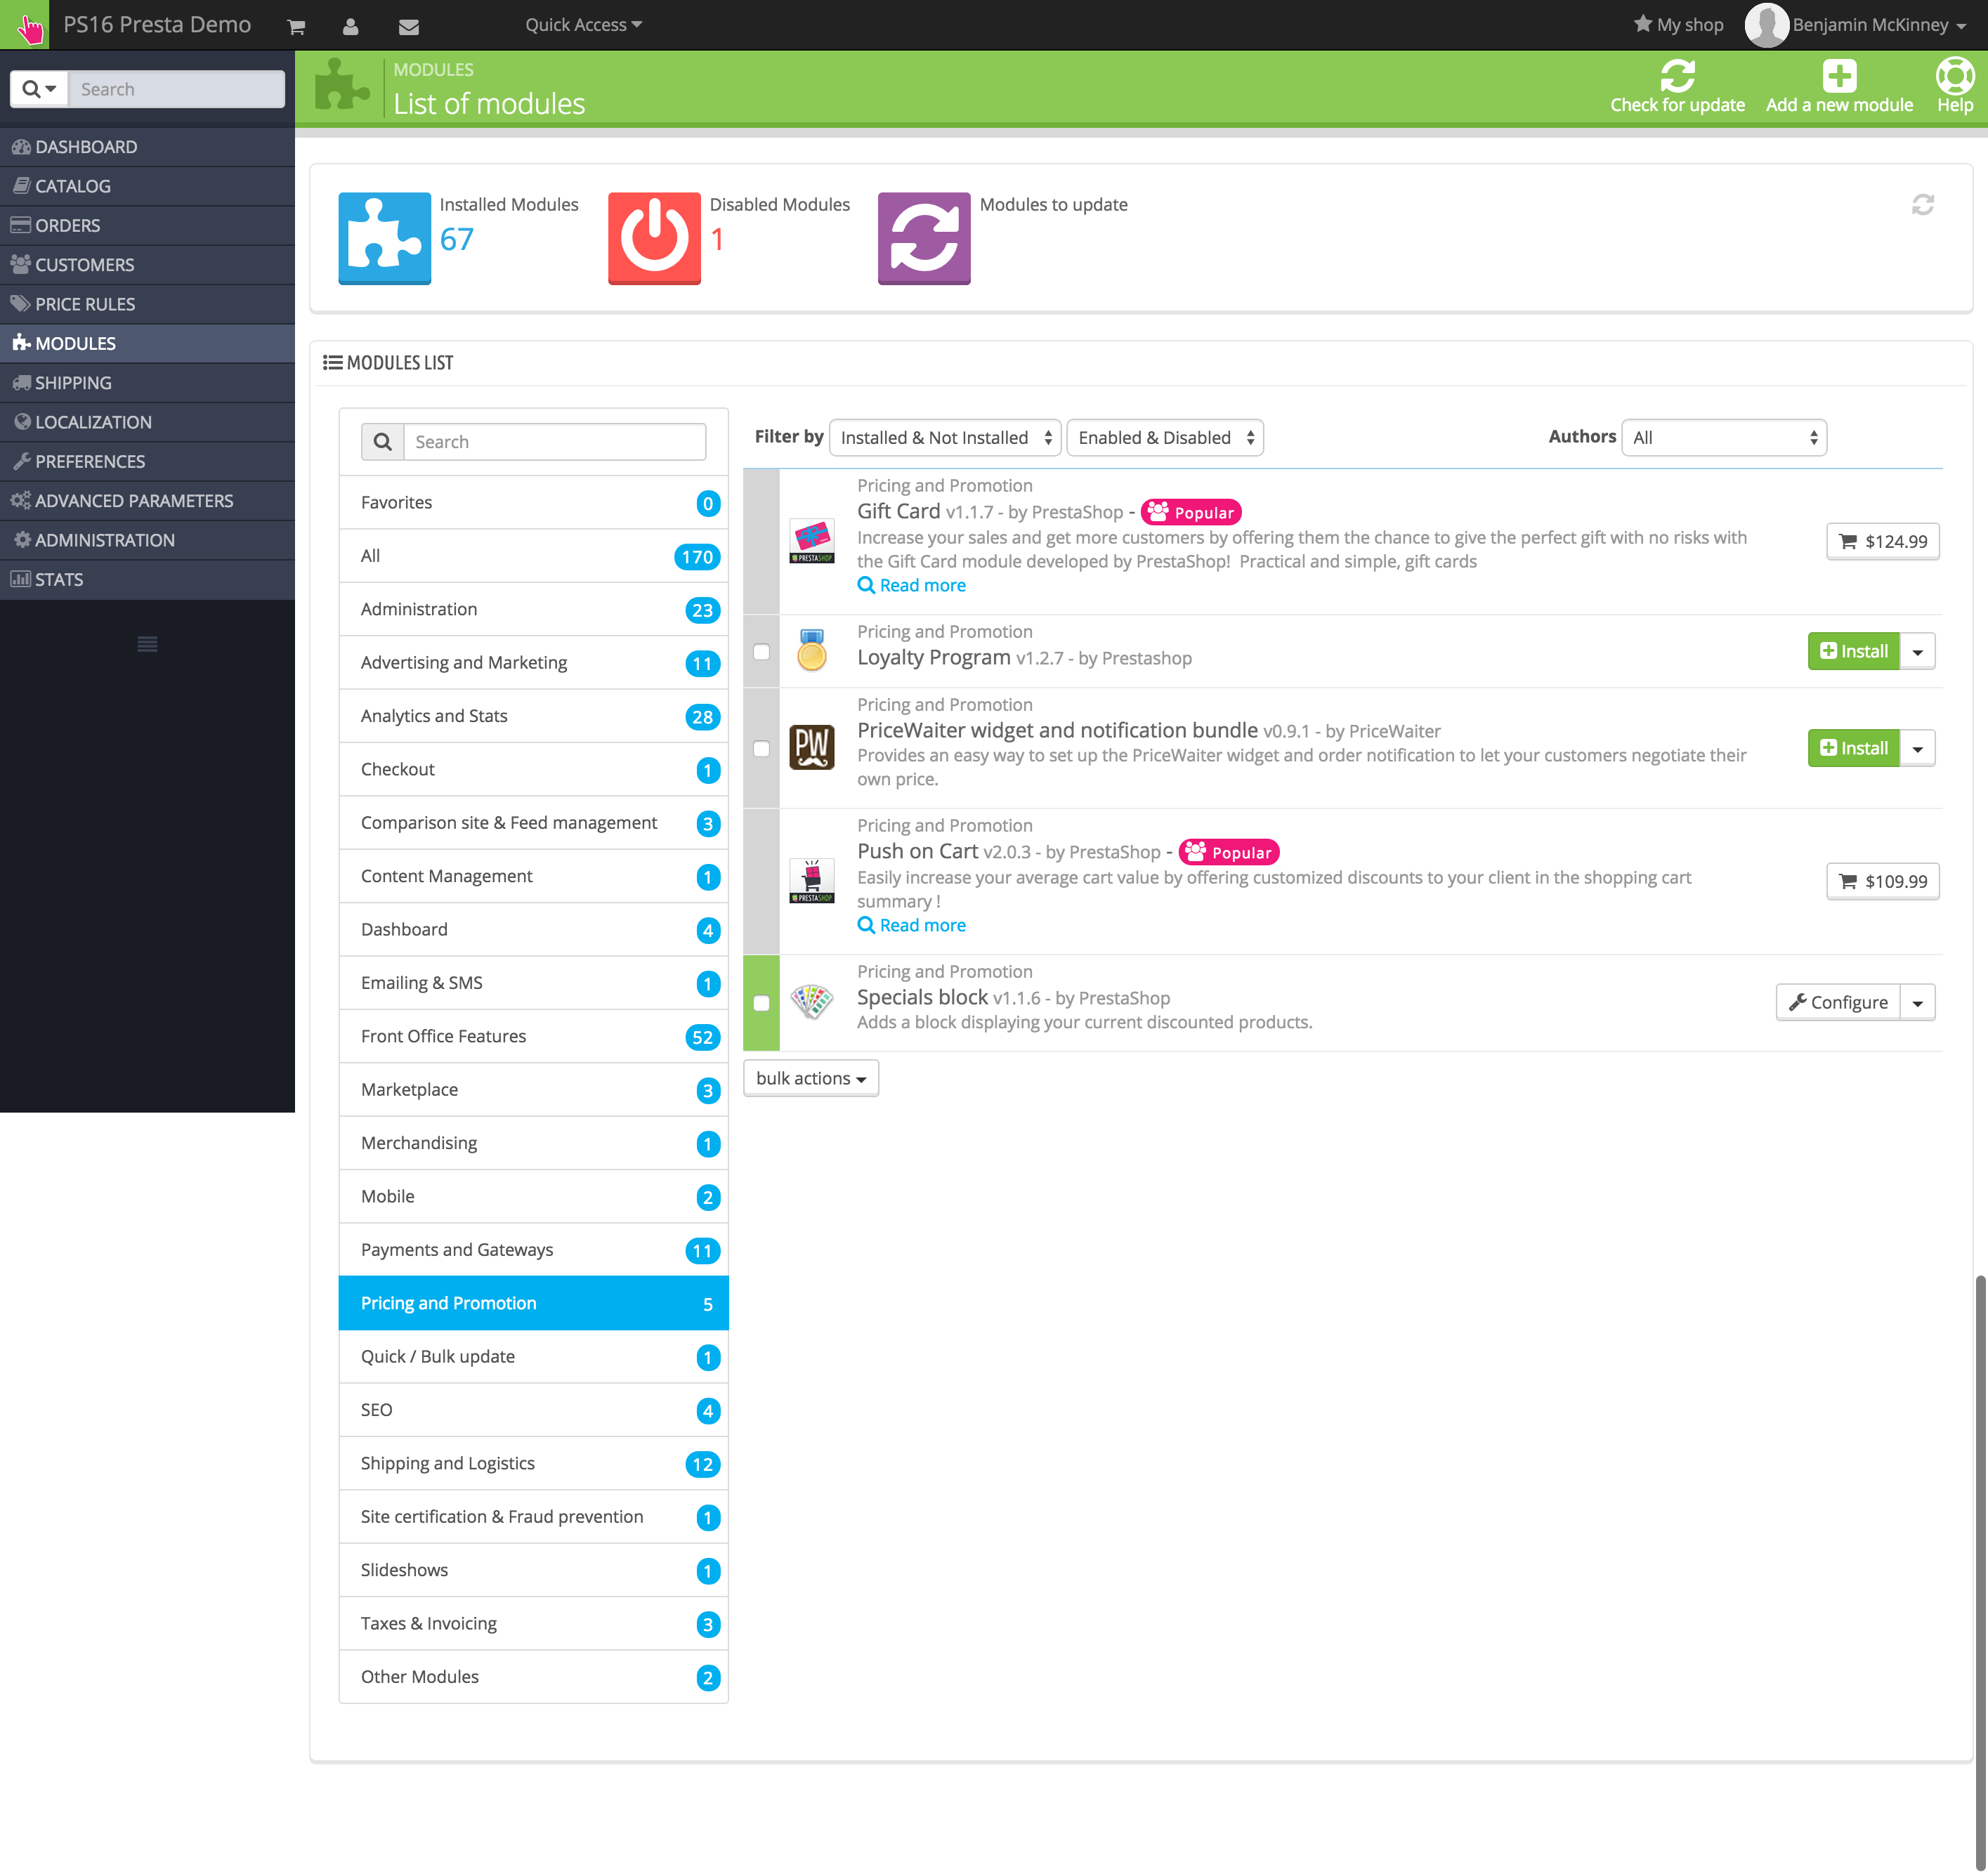 PS16 Presta Demo
Quick Access
My shop
Benjamin McKinney
Search
DASHBOARD
CATALOG
ORDERS
CUSTOMERS
PRICE RULES
MODULES
SHIPPING
LOCALIZATION
PREFERENCES
ADVANCED PARAMETERS
ADMINISTRATION
STATS
MODULES
List of modules
Check for update
Add a new module
Help
Installed Modules
67
Disabled Modules
1
Modules to update
MODULES LIST
Search
Favorites 0
All 170
Administration 23
Advertising and Marketing 11
Analytics and Stats 28
Checkout 1
Comparison site & Feed management 3
Content Management 1
Dashboard 4
Emailing & SMS 1
Front Office Features 52
Marketplace 3
Merchandising 1
Mobile 2
Payments and Gateways 11
Pricing and Promotion 5
Quick / Bulk update 1
SEO 4
Shipping and Logistics 12
Site certification & Fraud prevention 1
Slideshows 1
Taxes & Invoicing 3
Other Modules 2
Filter by Installed & Not Installed Enabled & Disabled Authors All
Pricing and Promotion
Gift Card v1.1.7 - by PrestaShop - Popular
Increase your sales and get more customers by offering them the chance to give the perfect gift with no risks with
the Gift Card module developed by PrestaShop! Practical and simple, gift cards
Read more
PRESTASHOP
$124.99
Pricing and Promotion
Loyalty Program v1.2.7 - by Prestashop
Install
Pricing and Promotion
PriceWaiter widget and notification bundle v0.9.1 - by PriceWaiter
Provides an easy way to set up the PriceWaiter widget and order notification to let your customers negotiate their
own price.
PW
Install
Pricing and Promotion
Push on Cart v2.0.3 - by PrestaShop - Popular
Easily increase your average cart value by offering customized discounts to your client in the shopping cart
summary !
Read more
PRESTASHOP
$109.99
Pricing and Promotion
Specials block v1.1.6 - by PrestaShop
Adds a block displaying your current discounted products.
Configure
bulk actions